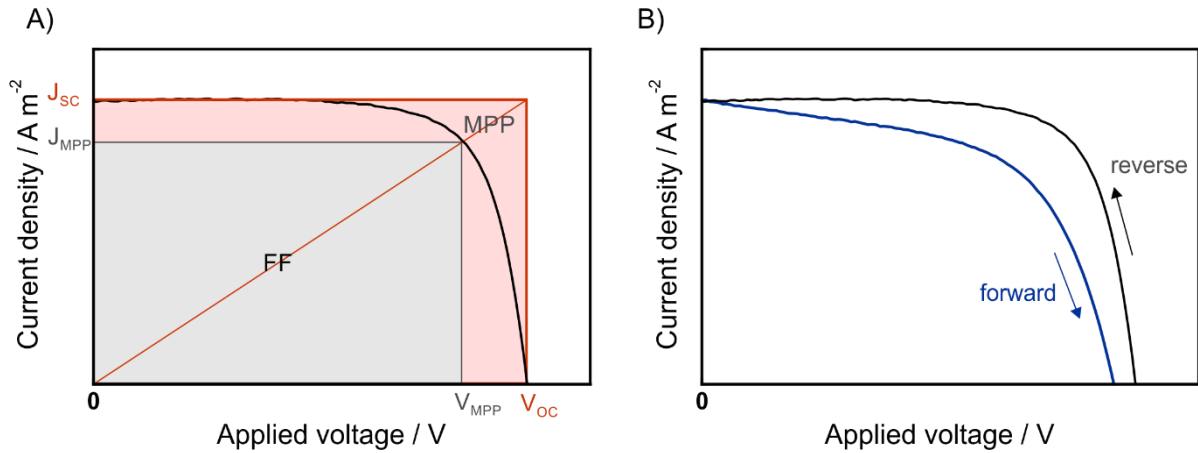 A)
Current density / A m⁻²
J_SC
J_MPP
MPP
FF
0
V_MPP
V_OC
Applied voltage / V
B)
Current density / A m⁻²
reverse
forward
0
Applied voltage / V